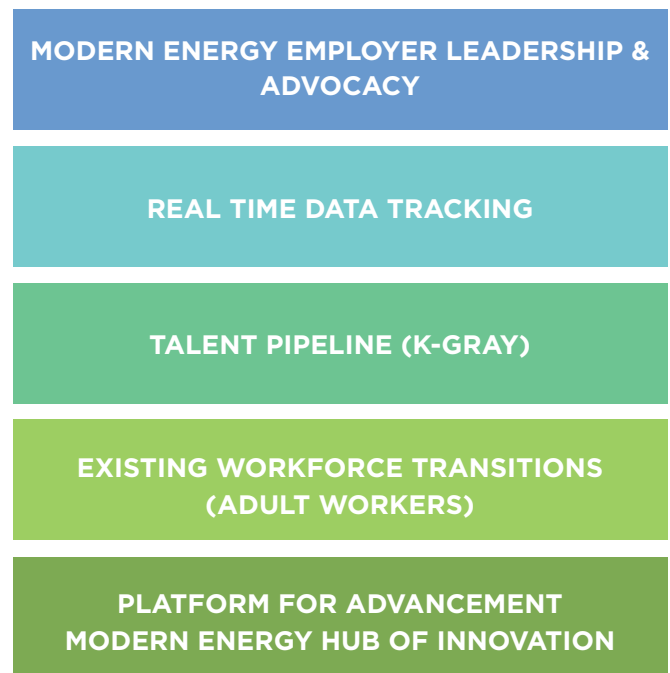 MODERN ENERGY EMPLOYER LEADERSHIP &
ADVOCACY
REAL TIME DATA TRACKING
TALENT PIPELINE (K-GRAY)
EXISTING WORKFORCE TRANSITIONS
(ADULT WORKERS)
PLATFORM FOR ADVANCEMENT
MODERN ENERGY HUB OF INNOVATION